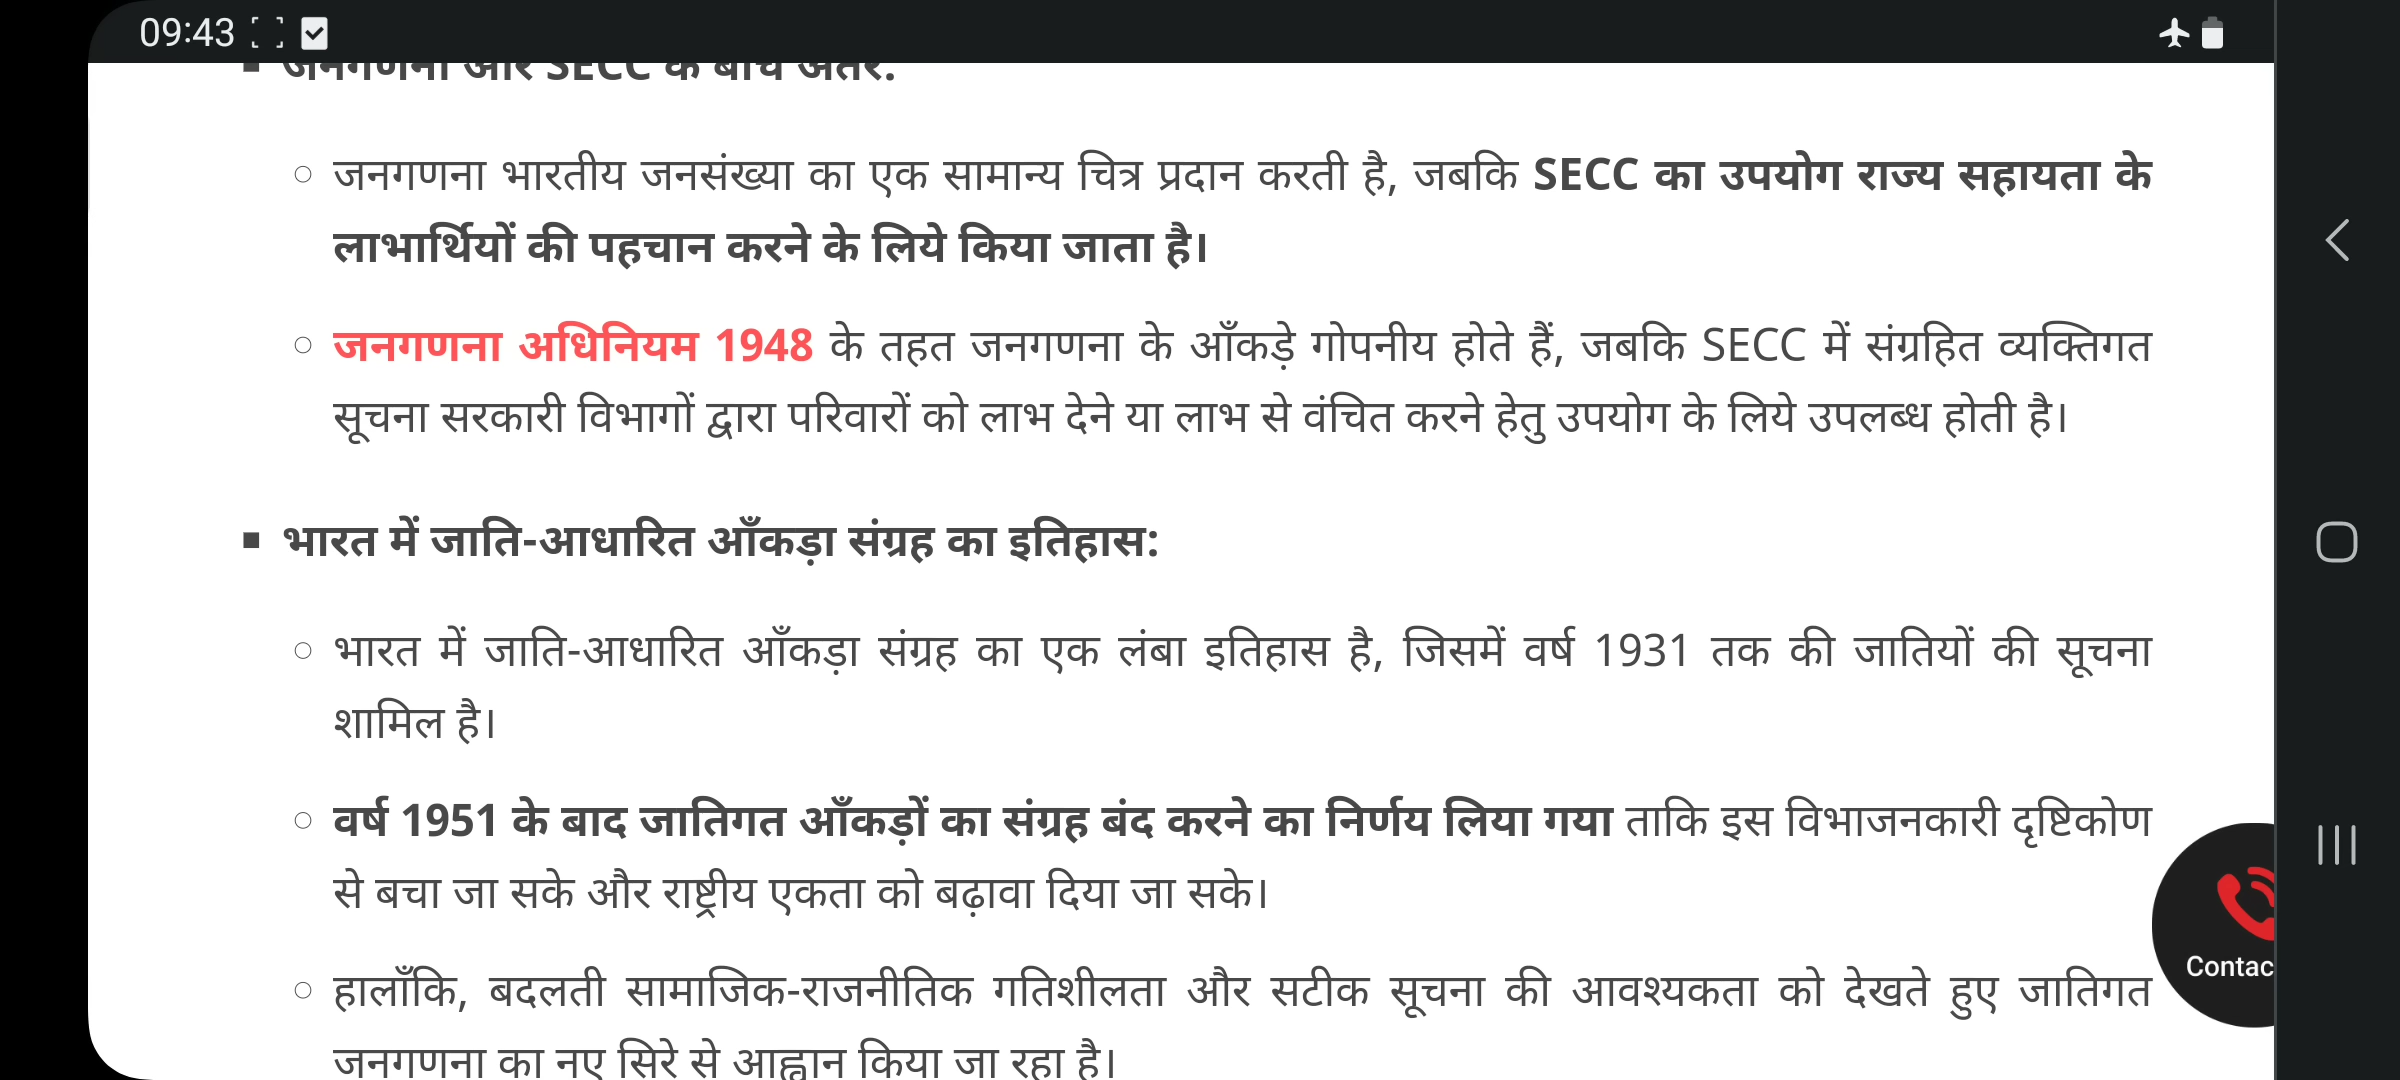 09:43
जनगणना और SECC के बीच अंतर:
जनगणना भारतीय जनसंख्या का एक सामान्य चित्र प्रदान करती है, जबकि SECC का उपयोग राज्य सहायता के
लाभार्थियों की पहचान करने के लिये किया जाता है।
जनगणना अधिनियम 1948 के तहत जनगणना के आँकड़े गोपनीय होते हैं, जबकि SECC में संग्रहित व्यक्तिगत
सूचना सरकारी विभागों द्वारा परिवारों को लाभ देने या लाभ से वंचित करने हेतु उपयोग के लिये उपलब्ध होती है।
भारत में जाति-आधारित आँकड़ा संग्रह का इतिहास:
भारत में जाति-आधारित आँकड़ा संग्रह का एक लंबा इतिहास है, जिसमें वर्ष 1931 तक की जातियों की सूचना
शामिल है।
वर्ष 1951 के बाद जातिगत आँकड़ों का संग्रह बंद करने का निर्णय लिया गया ताकि इस विभाजनकारी दृष्टिकोण
से बचा जा सके और राष्ट्रीय एकता को बढ़ावा दिया जा सके।
Contac
हालाँकि, बदलती सामाजिक-राजनीतिक गतिशीलता और सटीक सूचना की आवश्यकता को देखते हुए जातिगत
जनगणना का नए सिरे से आह्वान किया जा रहा है।